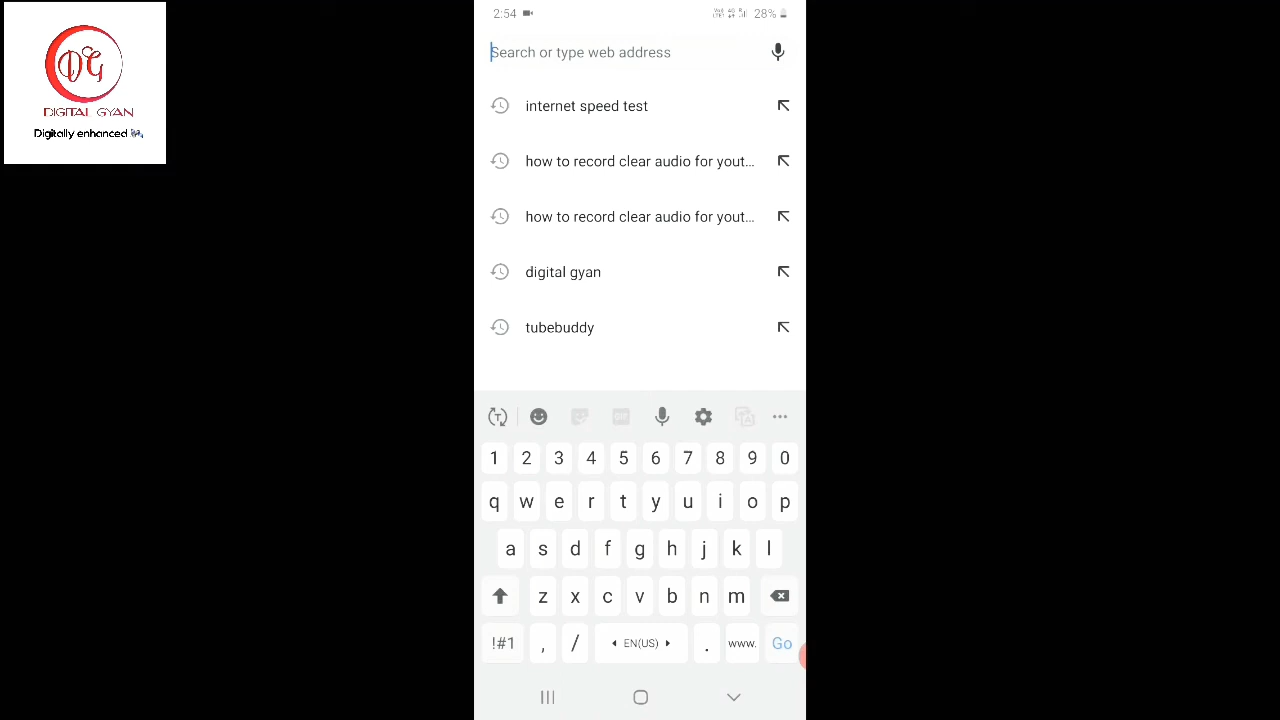 DG
DIGITAL GYAN
Digitally enhanced
2:54
28%
Search or type web address
internet speed test
how to record clear audio for yout...
how to record clear audio for yout...
digital gyan
tubebuddy
T
GIF
1 2 3 4 5 6 7 8 9 0
q w e r t y u i o p
a s d f g h j k l
z x c v b n m
!#1 , / EN(US) . www. Go